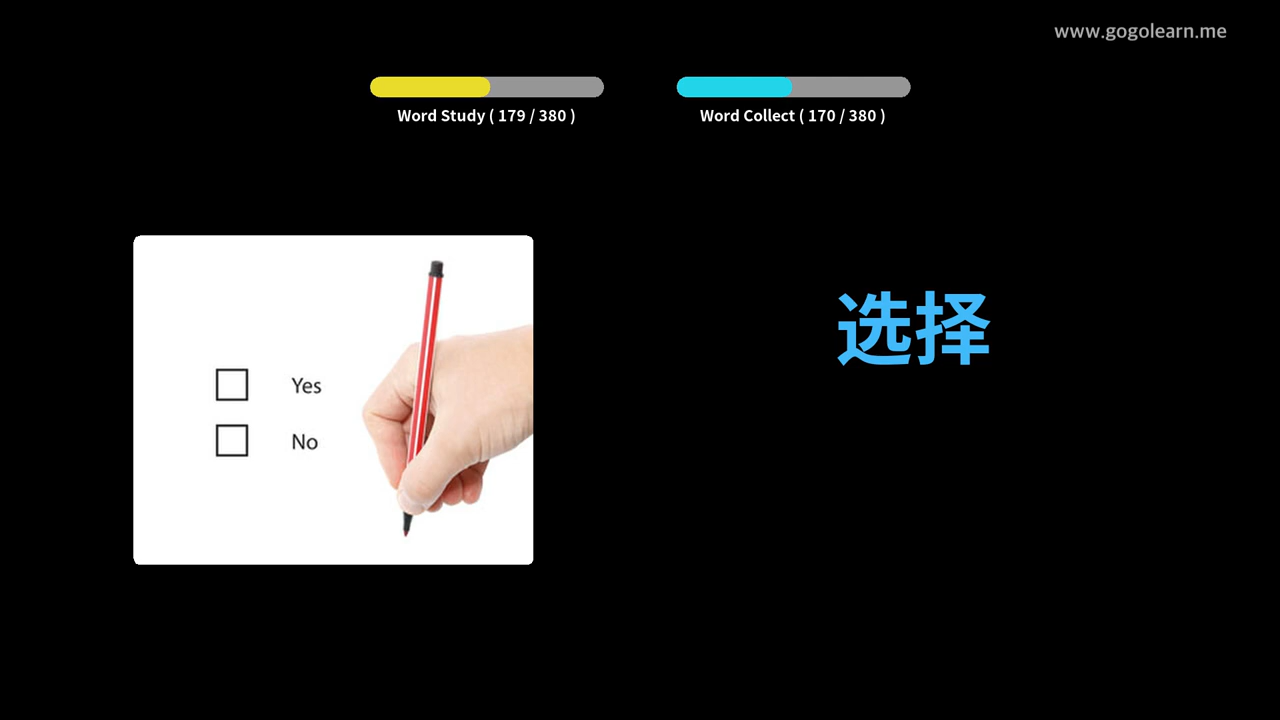 www.gogolearn.me
Word Study ( 179 / 380 )
Word Collect ( 170 / 380 )
选择
Yes
No